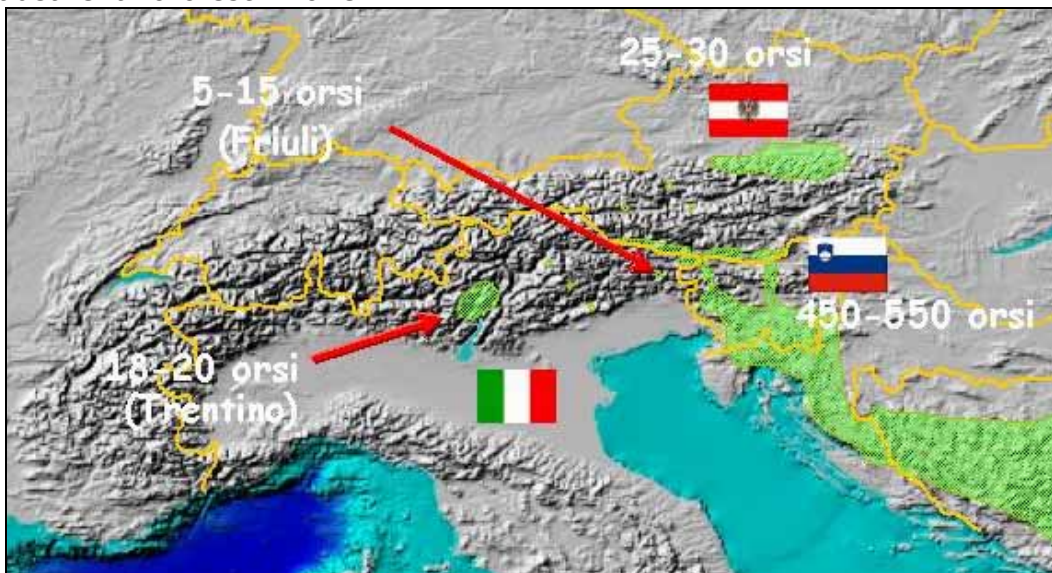 25-30 orsi
5-15 orsi
(Friuli)
450-550 orsi
18-20 orsi
(Trentino)